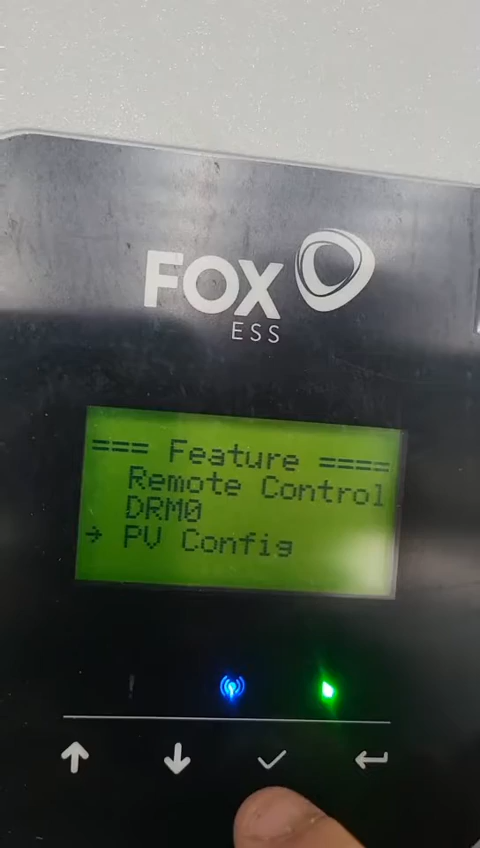 FOX
ESS
=== Feature ====
Remote Control
DRM0
→ PV Config